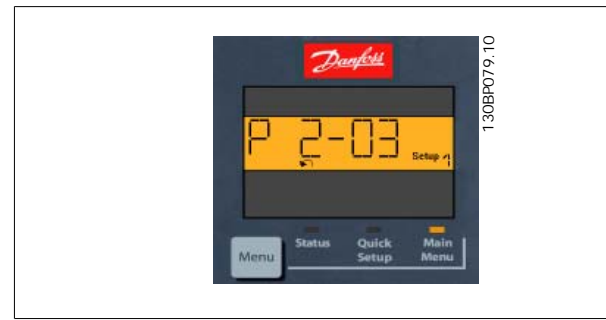 Danfoss
P 2-03
Setup 1
Status Quick Setup Main Menu
Menu
130BP079.10